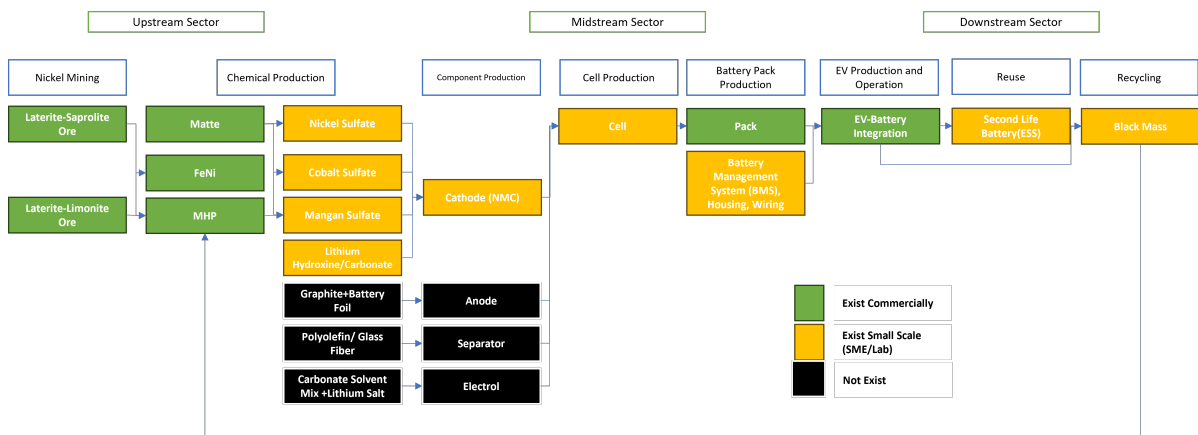 Upstream Sector
Midstream Sector
Downstream Sector
Nickel Mining
Chemical Production
Component Production
Cell Production
Battery Pack
Production
EV Production and
Operation
Reuse
Recycling
Laterite-Saprolite
Ore
Matte
Nickel Sulfate
Cell
Pack
EV-Battery
Integration
Second Life
Battery(ESS)
Black Mass
FeNi
Cobalt Sulfate
Battery
Management
System (BMS),
Housing, Wiring
Cathode (NMC)
Laterite-Limonite
Ore
MHP
Mangan Sulfate
Lithium
Hydroxine/Carbonate
Graphite+Battery
Foil
Anode
Polyolefin/ Glass
Fiber
Separator
Carbonate Solvent
Mix +Lithium Salt
Electrol
Exist Commercially
Exist Small Scale
(SME/Lab)
Not Exist